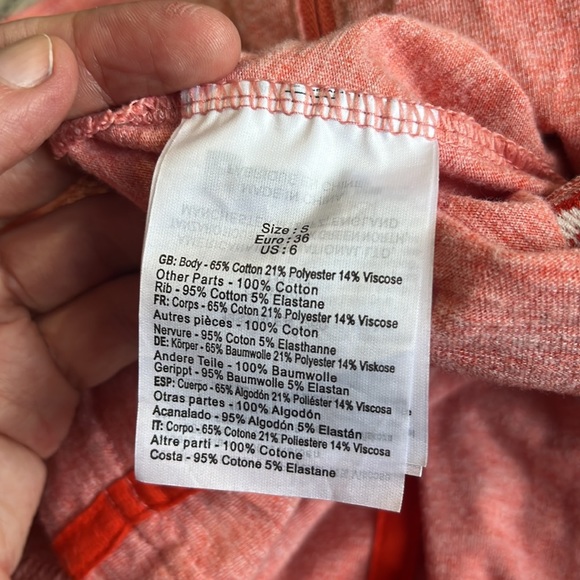 Size : S
Euro : 36
US : 6
GB: Body - 65% Cotton 21% Polyester 14% Viscose
Other Parts - 100% Cotton
Rib - 95% Cotton 5% Elastane
FR: Corps - 65% Coton 21% Polyester 14% Viscose
Autres pièces - 100% Coton
Nervure - 95% Coton 5% Elasthanne
DE: Körper - 65% Baumwolle 21% Polyester 14% Viskose
Andere Teile - 100% Baumwolle
Gerippt - 95% Baumwolle 5% Elastan
ESP: Cuerpo - 65% Algodón 21% Poliéster 14% Viscosa
Otras partes - 100% Algodón
Acanalado - 95% Algodón 5% Elastán
IT: Corpo - 65% Cotone 21% Poliestere 14% Viscosa
Altre parti - 100% Cotone
Costa - 95% Cotone 5% Elastane